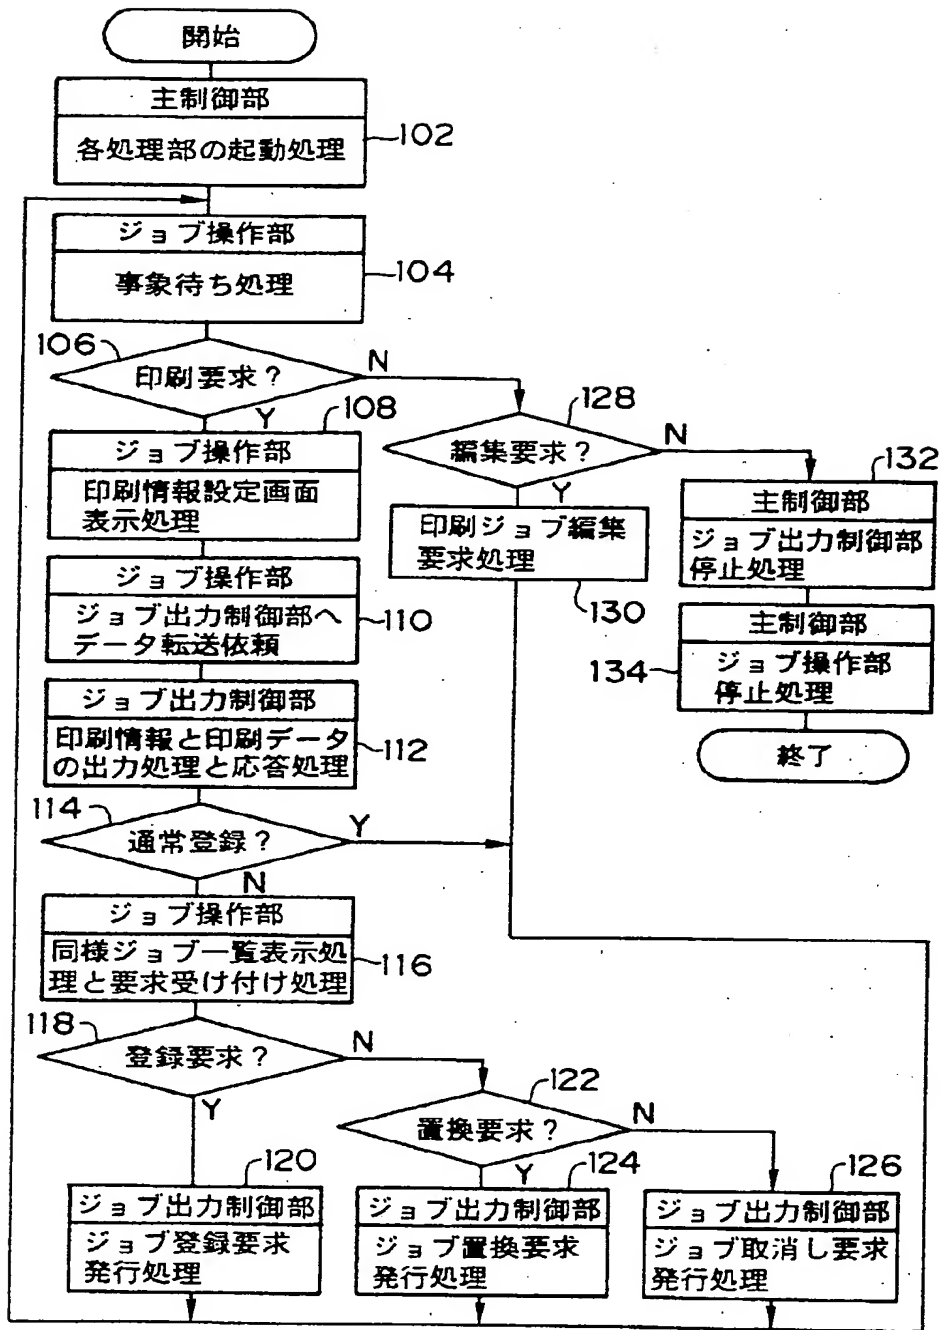 開始
主制御部
各処理部の起動処理
102
ジョブ操作部
事象待ち処理
104
106
印刷要求?
N
Y
108
ジョブ操作部
印刷情報設定画面
表示処理
ジョブ操作部
ジョブ出力制御部へ
データ転送依頼
110
ジョブ出力制御部
印刷情報と印刷データ
の出力処理と応答処理
112
114
通常登録?
Y
N
ジョブ操作部
同様ジョブ一覧表示処
理と要求受け付け処理
116
118
登録要求?
N
Y
120
ジョブ出力制御部
ジョブ登録要求
発行処理
122
置換要求?
N
Y
124
ジョブ出力制御部
ジョブ置換要求
発行処理
126
ジョブ出力制御部
ジョブ取消し要求
発行処理
128
編集要求?
N
Y
印刷ジョブ編集
要求処理
130
132
主制御部
ジョブ出力制御部
停止処理
主制御部
134
ジョブ操作部
停止処理
終了